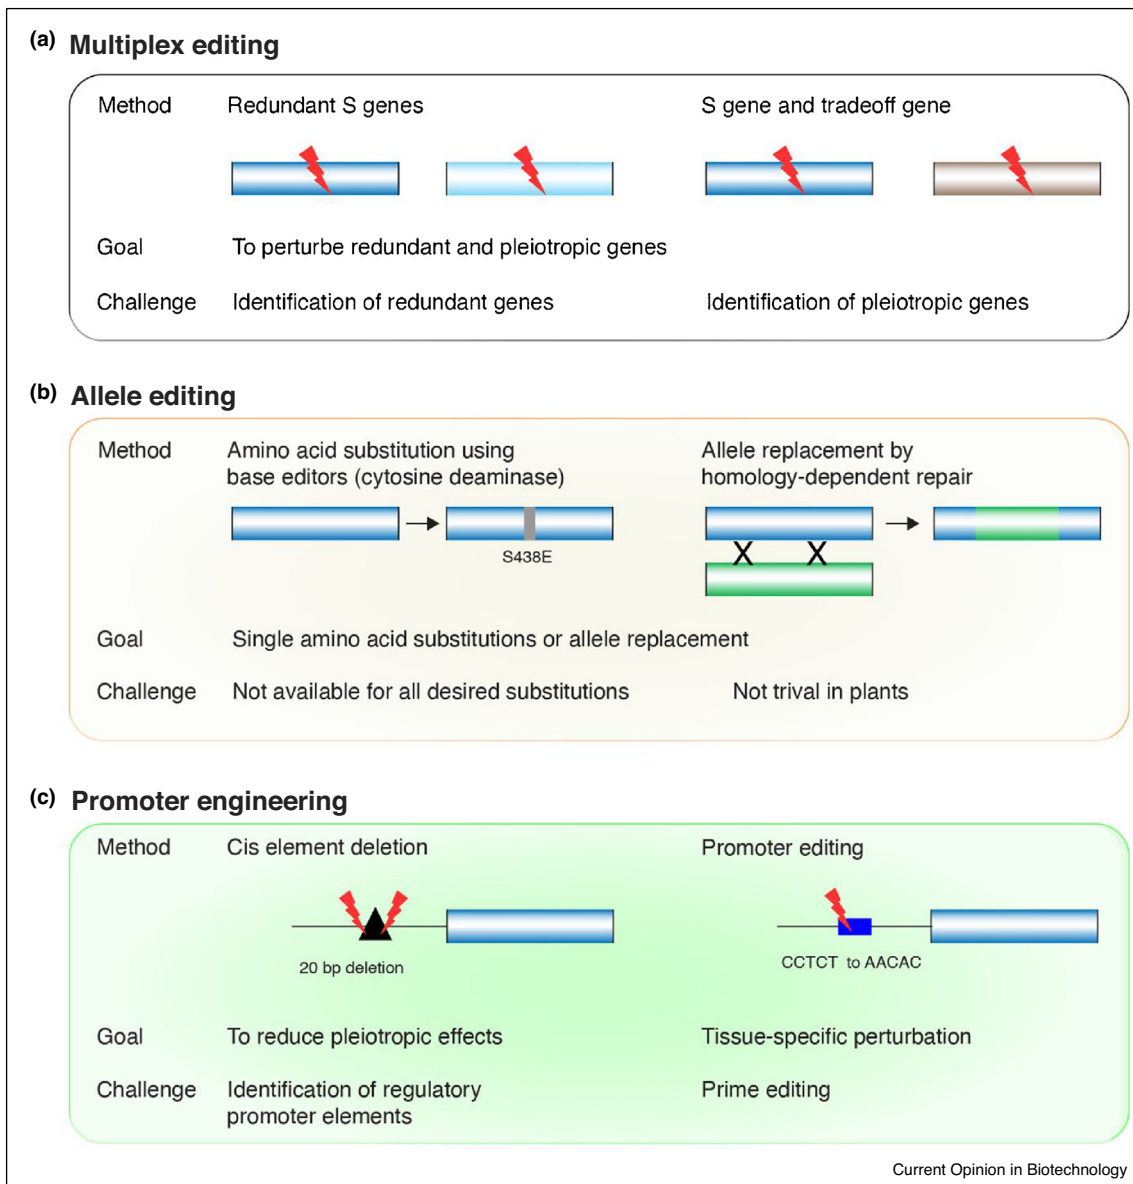 (a) Multiplex editing
Method Redundant S genes S gene and tradeoff gene
Goal To perturbe redundant and pleiotropic genes
Challenge Identification of redundant genes Identification of pleiotropic genes
(b) Allele editing
Method Amino acid substitution using Allele replacement by
base editors (cytosine deaminase) homology-dependent repair
S438E
X X
Goal Single amino acid substitutions or allele replacement
Challenge Not available for all desired substitutions Not trival in plants
(c) Promoter engineering
Method Cis element deletion Promoter editing
20 bp deletion CCTCT to AACAC
Goal To reduce pleiotropic effects Tissue-specific perturbation
Challenge Identification of regulatory Prime editing
promoter elements
Current Opinion in Biotechnology